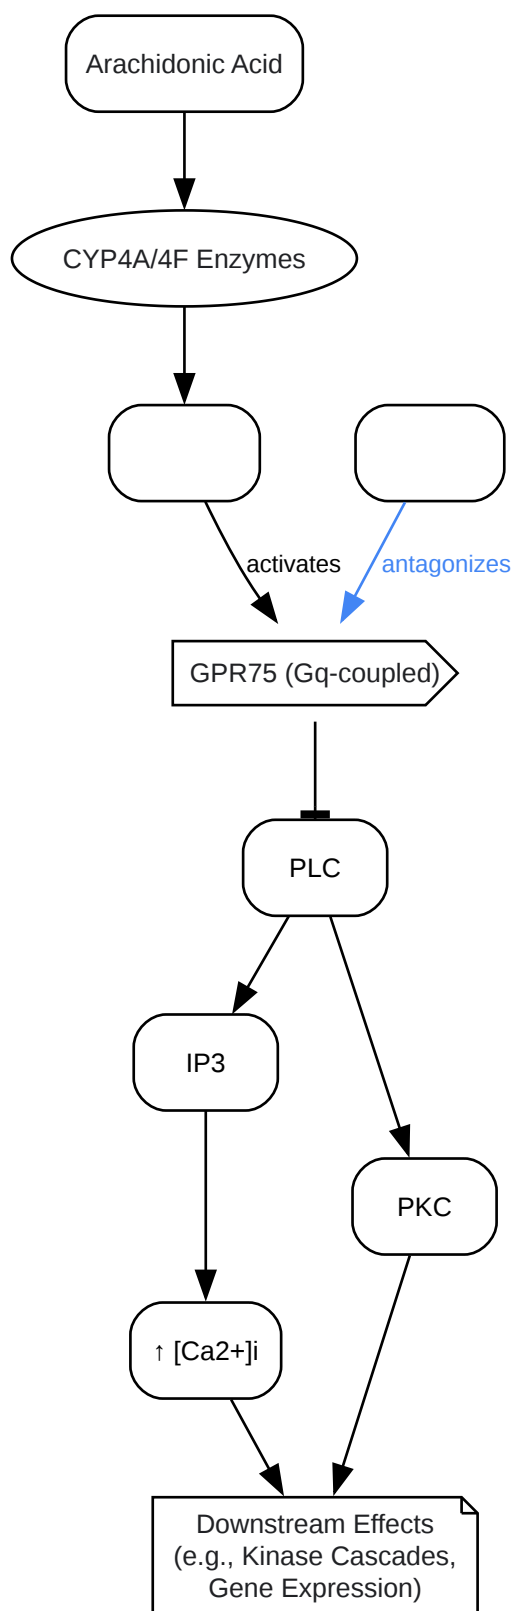 Arachidonic Acid
CYP4A/4F Enzymes
activates
antagonizes
GPR75 (Gq-coupled)
PLC
IP3
PKC
↑ [Ca2+]i
Downstream Effects
(e.g., Kinase Cascades,
Gene Expression)